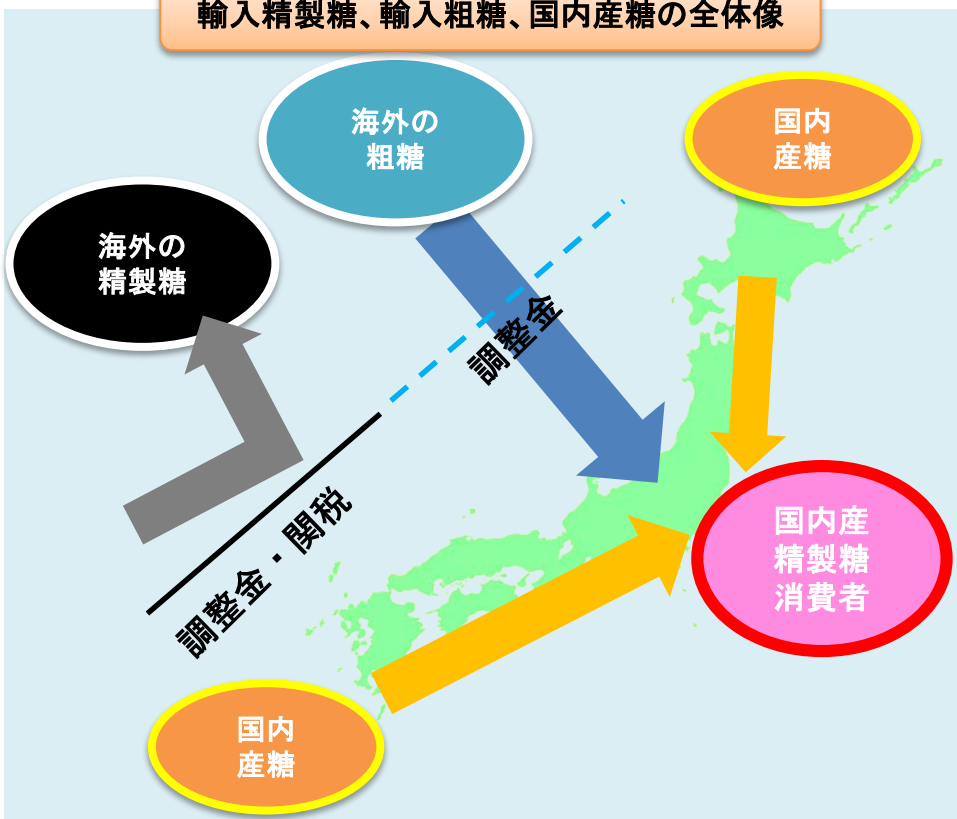 輸入精製糖、輸入粗糖、国内産糖の全体像
海外の
粗糖
国内
産糖
海外の
精製糖
調整金
調整金・関税
国内産
精製糖
消費者
国内
産糖